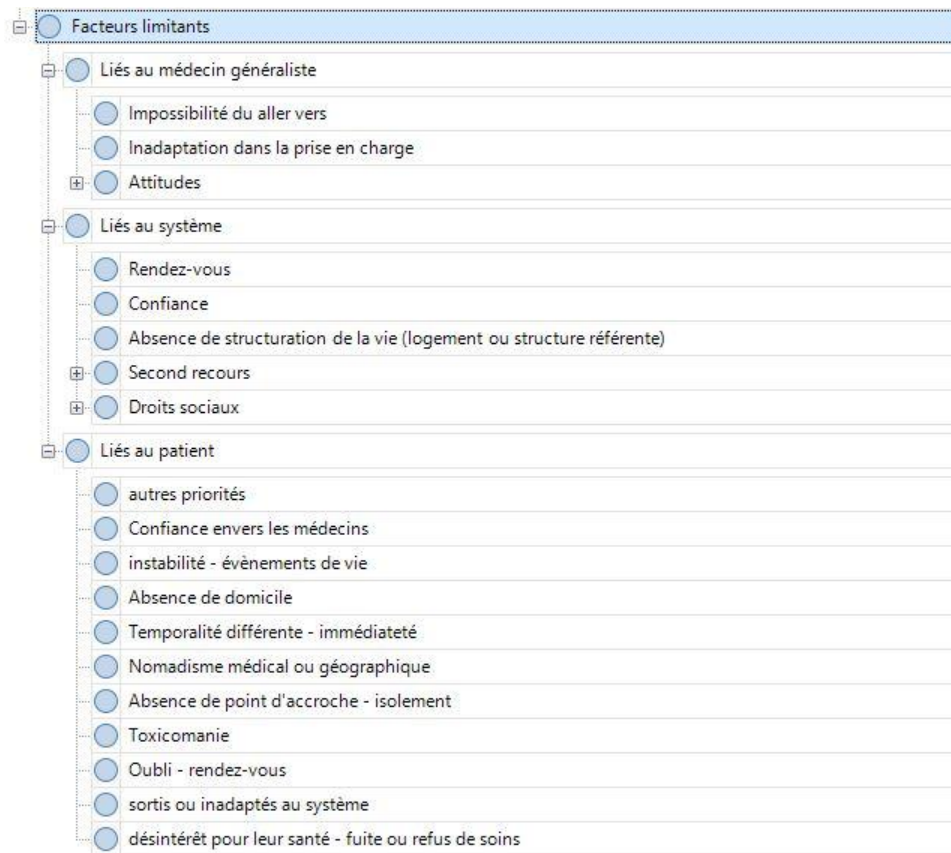 Facteurs limitants
Liés au médecin généraliste
Impossibilité du aller vers
Inadaptation dans la prise en charge
Attitudes
Liés au système
Rendez-vous
Confiance
Absence de structuration de la vie (logement ou structure référente)
Second recours
Droits sociaux
Liés au patient
autres priorités
Confiance envers les médecins
instabilité - évènements de vie
Absence de domicile
Temporalité différente - immédiateté
Nomadisme médical ou géographique
Absence de point d'accroche - isolement
Toxicomanie
Oubli - rendez-vous
sortis ou inadaptés au système
désintérêt pour leur santé - fuite ou refus de soins